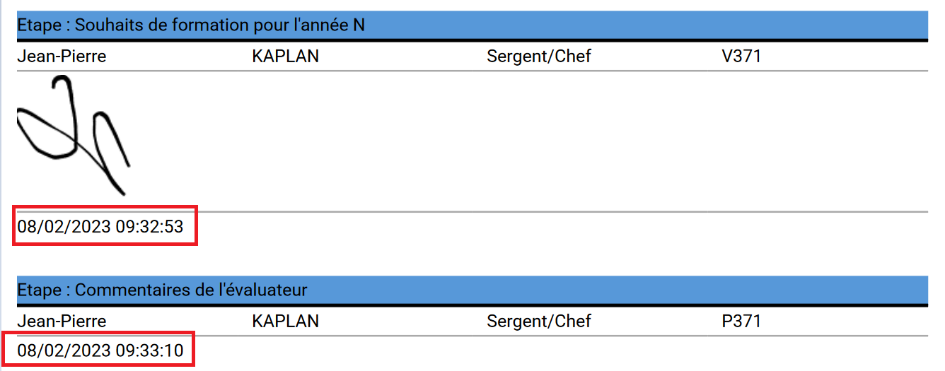 Etape : Souhaits de formation pour l'année N
Jean-Pierre KAPLAN Sergent/Chef V371
08/02/2023 09:32:53
Etape : Commentaires de l'évaluateur
Jean-Pierre KAPLAN Sergent/Chef P371
08/02/2023 09:33:10